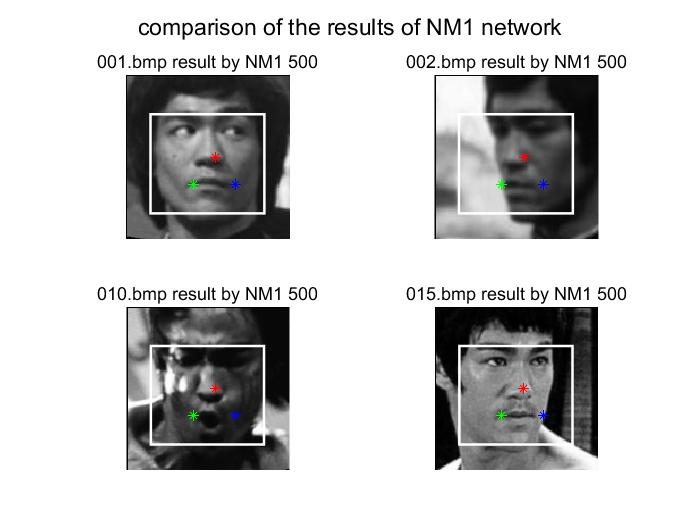 comparison of the results of NM1 network
001.bmp result by NM1 500
002.bmp result by NM1 500
010.bmp result by NM1 500
015.bmp result by NM1 500